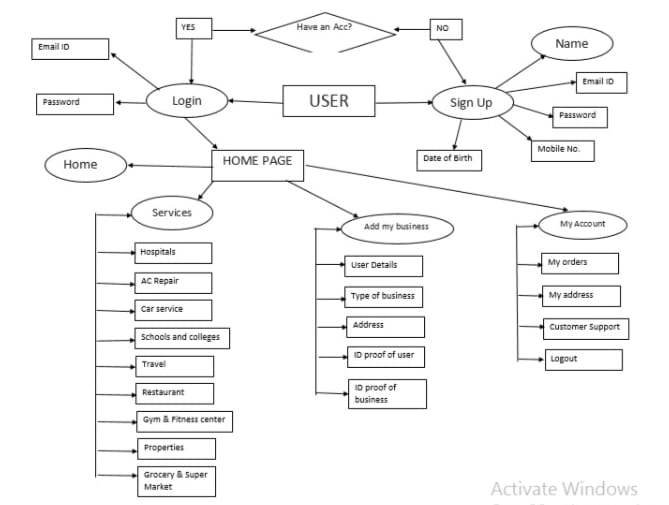 YES
Have an Acc?
NO
Name
Email ID
Email ID
Password
Login
USER
Sign Up
Password
Mobile No.
Date of Birth
Home
HOME PAGE
Services
Add my business
My Account
Hospitals
AC Repair
Car service
Schools and colleges
Travel
Restaurant
Gym & Fitness center
Properties
Grocery & Super
Market
User Details
Type of business
Address
ID proof of user
ID proof of
business
My orders
My address
Customer Support
Logout
Activate Windows